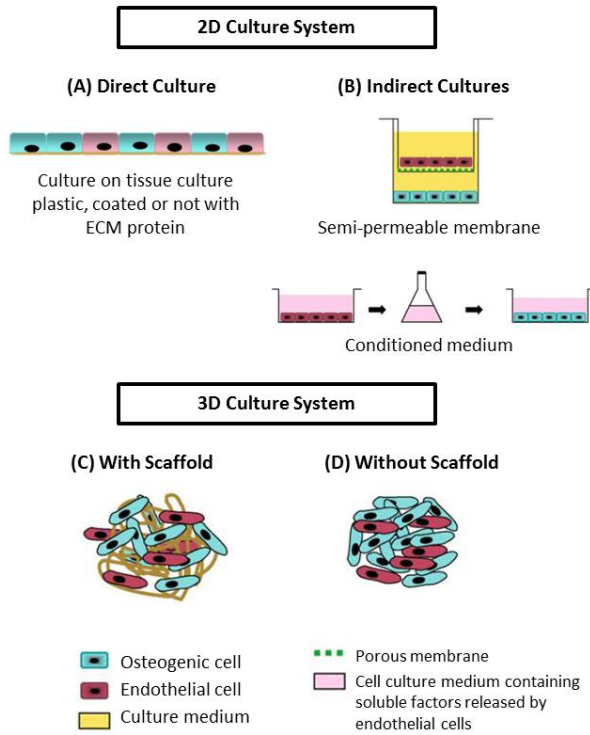 2D Culture System
(A) Direct Culture
(B) Indirect Cultures
Culture on tissue culture
plastic, coated or not with
ECM protein
Semi-permeable membrane
Conditioned medium
3D Culture System
(C) With Scaffold
(D) Without Scaffold
Osteogenic cell
Endothelial cell
Culture medium
Porous membrane
Cell culture medium containing
soluble factors released by
endothelial cells